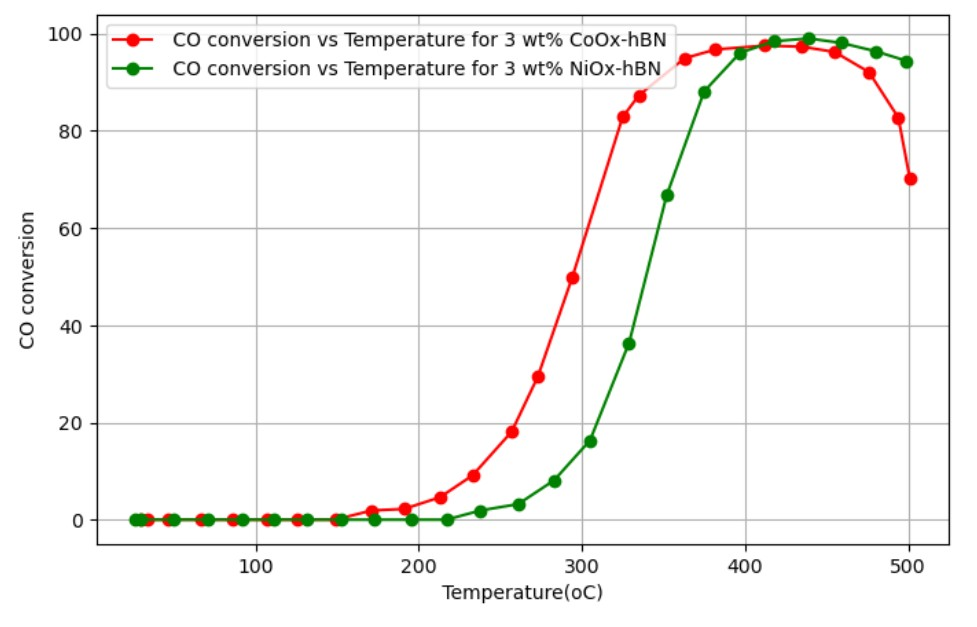 CO conversion vs Temperature for 3 wt% CoOx-hBN
CO conversion vs Temperature for 3 wt% NiOx-hBN
100
80
60
40
20
0
CO conversion
100
200
300
400
500
Temperature(oC)